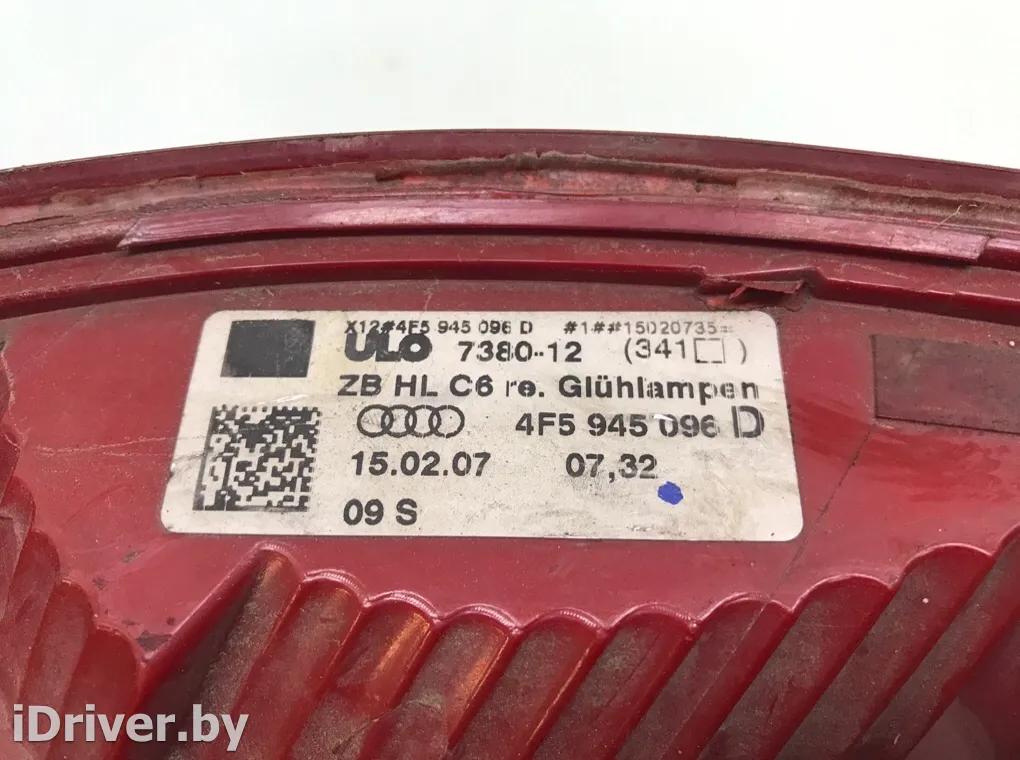 X12#4F5 945 096 D #1##15020735=
ULO 7380-12 (341□)
ZB HL C6 re. Glühlampen
4F5 945 096 D
15.02.07 07,32
09 S
iDriver.by